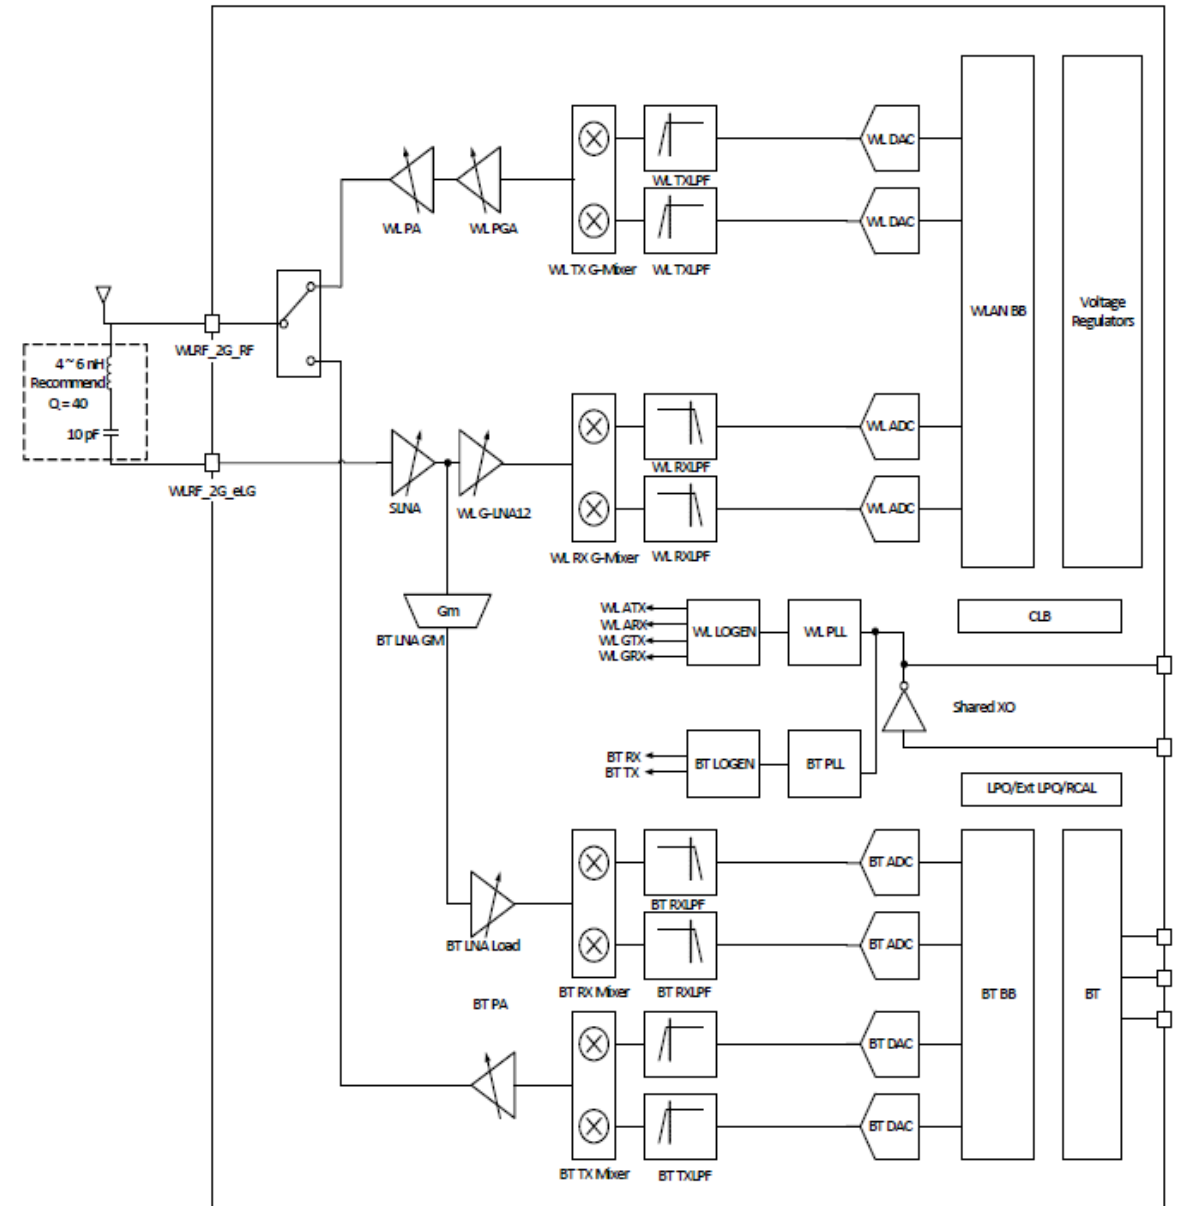 WL DAC
WL TXLPF
WL DAC
WL PA
WL PGA
WL TX G-Mixer
WL TXLPF
WLAN BB
Voltage
Regulators
WLRF_2G_RF
4 ~ 6 nH
Recommend
Q = 40
10 pF
WL ADC
WL RXLPF
WLRF_2G_eLG
SLNA
WL G-LNA12
WL ADC
WL RX G-Mixer
WL RXLPF
Gm
BT LNA GM
WL ATX
WL ARX
WL GTX
WL GRX
WL LOGEN
WL PLL
CLB
Shared XO
BT RX
BT TX
BT LOGEN
BT PLL
LPO/Ext LPO/RCAL
BT ADC
BT RXLPF
BT LNA Load
BT ADC
BT RX Mixer
BT RXLPF
BT BB
BT
BT PA
BT DAC
BT DAC
BT TX Mixer
BT TXLPF